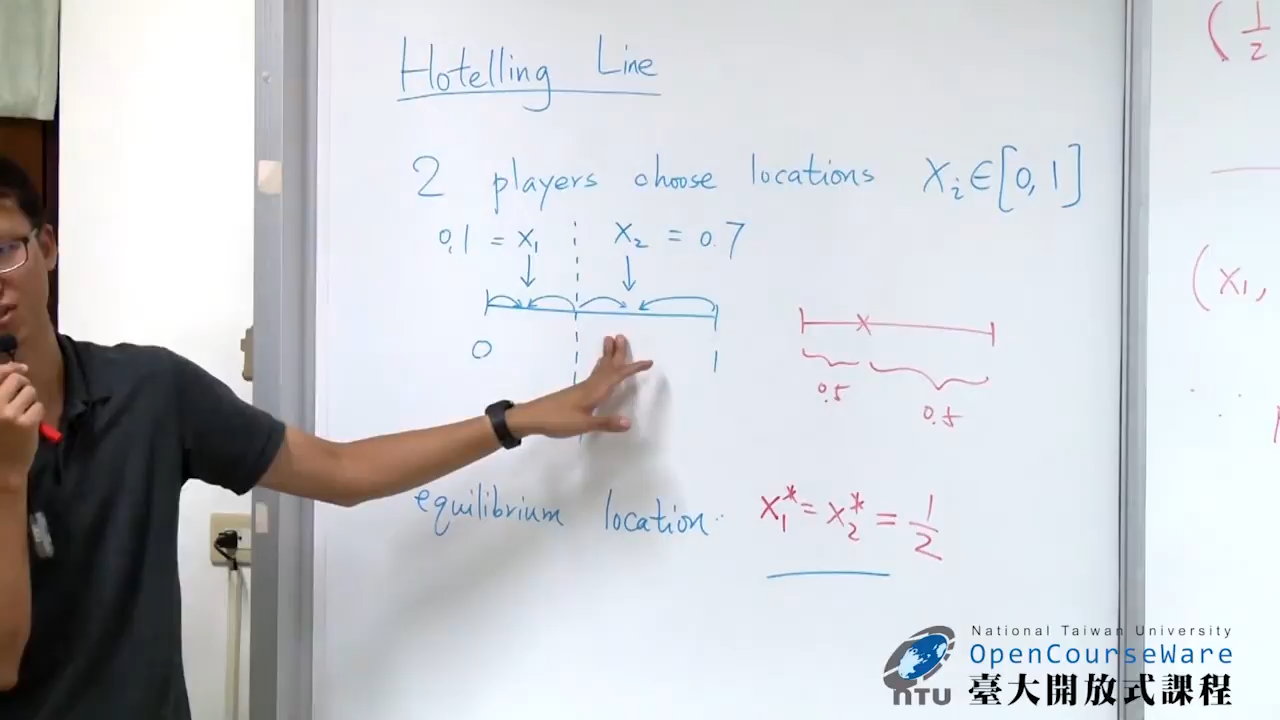 Hotelling Line
2 players choose locations Xi∈[0,1]
0.1 = X1 X2 = 0.7
0 1
0.5 0.5
equilibrium location: X1* = X2* = 1/2
(1/2
(X1,
National Taiwan University
OpenCourseWare
NTU 臺大開放式課程